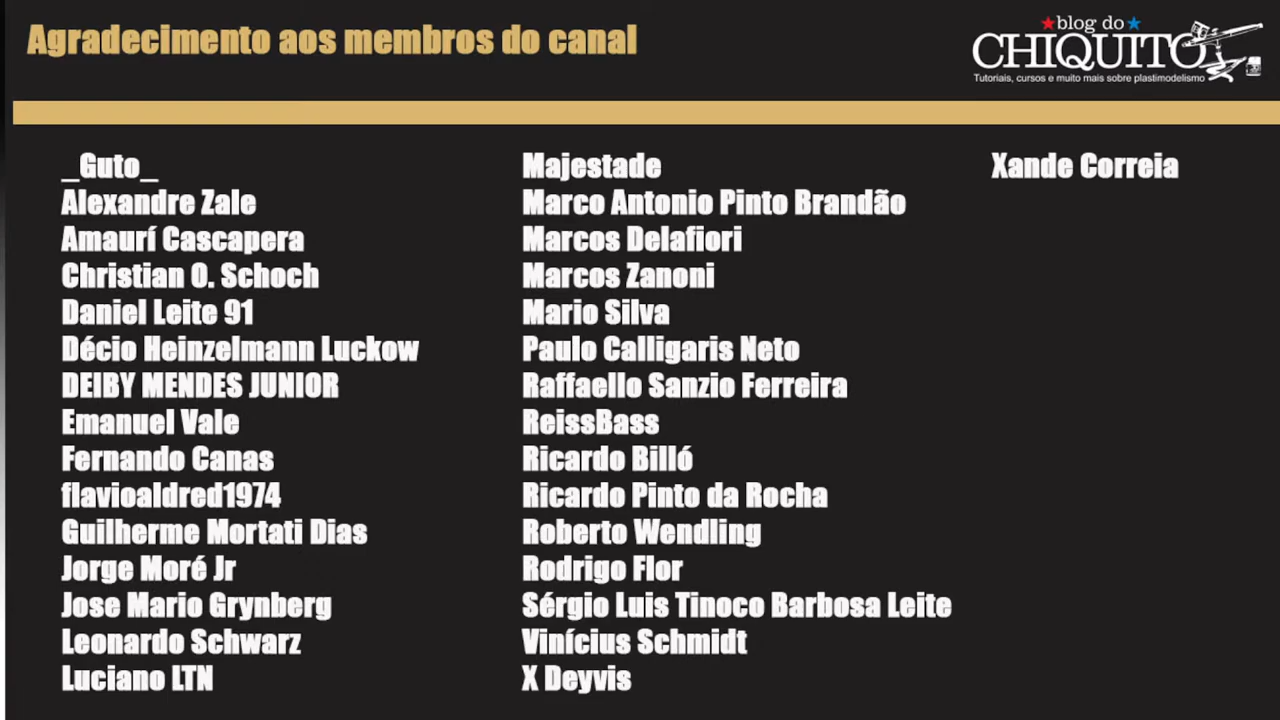 Agradecimento aos membros do canal
blog do
CHIQUITO
Tutoriais, cursos e muito mais sobre plastimodelismo
_Guto_
Alexandre Zale
Amaurí Cascapera
Christian O. Schoch
Daniel Leite 91
Décio Heinzelmann Luckow
DEIBY MENDES JUNIOR
Emanuel Vale
Fernando Canas
flavioaldred1974
Guilherme Mortati Dias
Jorge Moré Jr
Jose Mario Grynberg
Leonardo Schwarz
Luciano LTN
Majestade
Marco Antonio Pinto Brandão
Marcos Delafiori
Marcos Zanoni
Mario Silva
Paulo Calligaris Neto
Raffaello Sanzio Ferreira
ReissBass
Ricardo Billó
Ricardo Pinto da Rocha
Roberto Wendling
Rodrigo Flor
Sérgio Luis Tinoco Barbosa Leite
Vinícius Schmidt
X Deyvis
Xande Correia